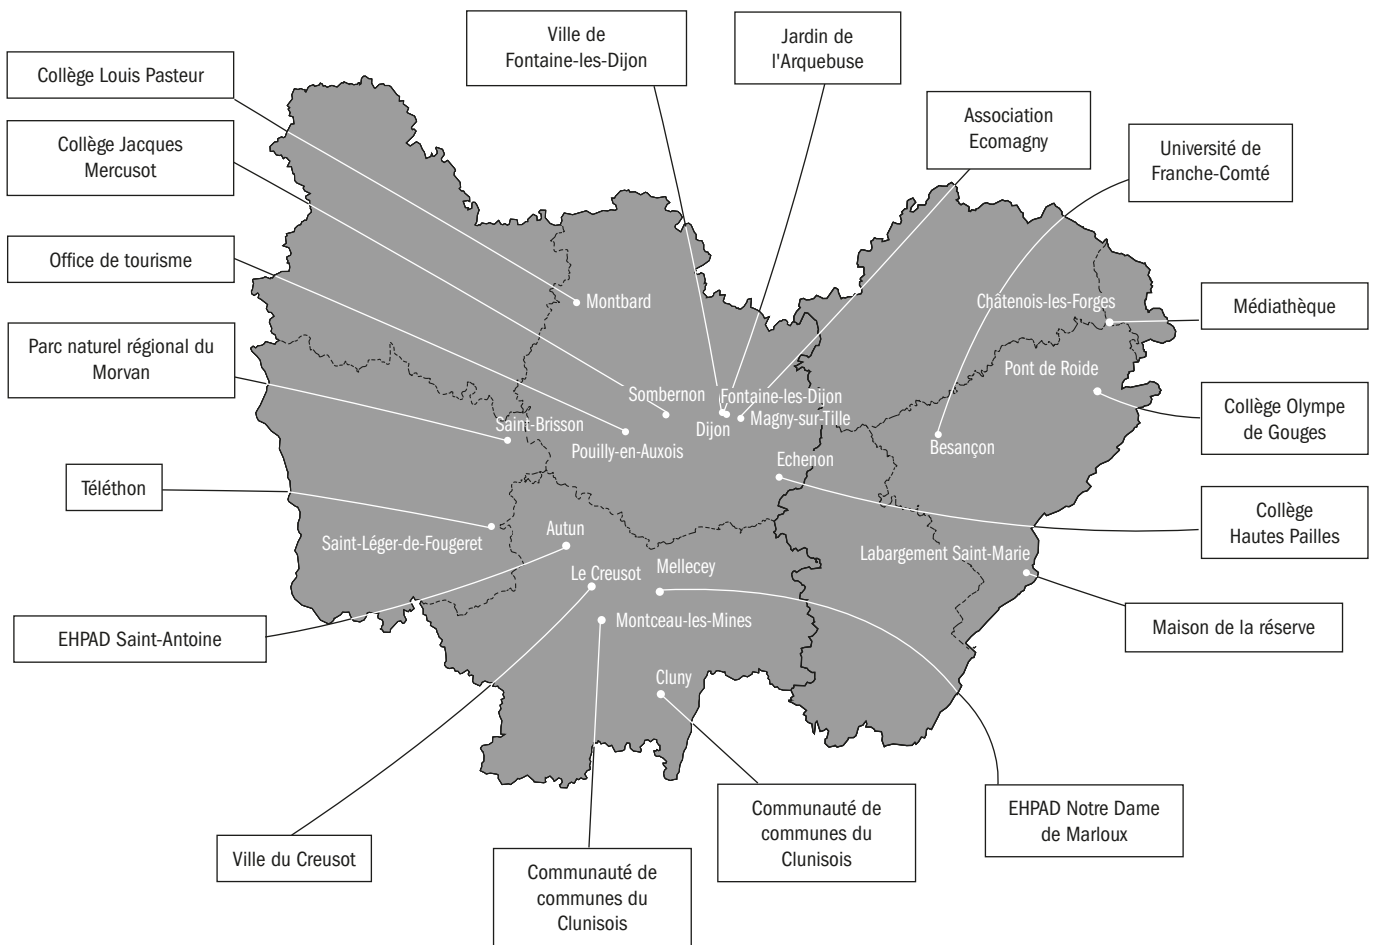 Ville de
Fontaine-les-Dijon
Jardin de
l'Arquebuse
Collège Louis Pasteur
Association
Ecomagny
Collège Jacques
Mercusot
Université de
Franche-Comté
Office de tourisme
Montbard
Châtenois-les-Forges
Médiathèque
Parc naturel régional du
Morvan
Pont de Roide
Sombernon
Fontaine-les-Dijon
Collège Olympe
de Gouges
Saint-Brisson
Dijon
Magny-sur-Tille
Pouilly-en-Auxois
Besançon
Echenon
Téléthon
Collège
Hautes Pailles
Autun
Saint-Léger-de-Fougeret
Labargement Saint-Marie
Le Creusot
Mellecey
Montceau-les-Mines
EHPAD Saint-Antoine
Maison de la réserve
Cluny
Communauté de
communes du
Clunisois
EHPAD Notre Dame
de Marloux
Ville du Creusot
Communauté de
communes du
Clunisois